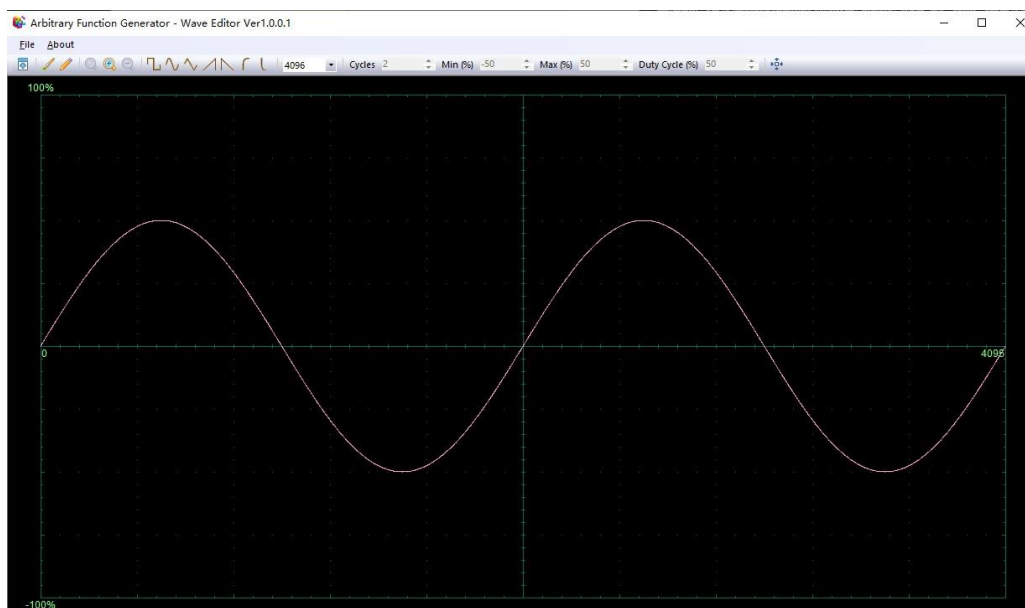 Arbitrary Function Generator - Wave Editor Ver1.0.0.1
File About
4096 Cycles 2 Min (%) -50 Max (%) 50 Duty Cycle (%) 50
100%
0 4095
-100%